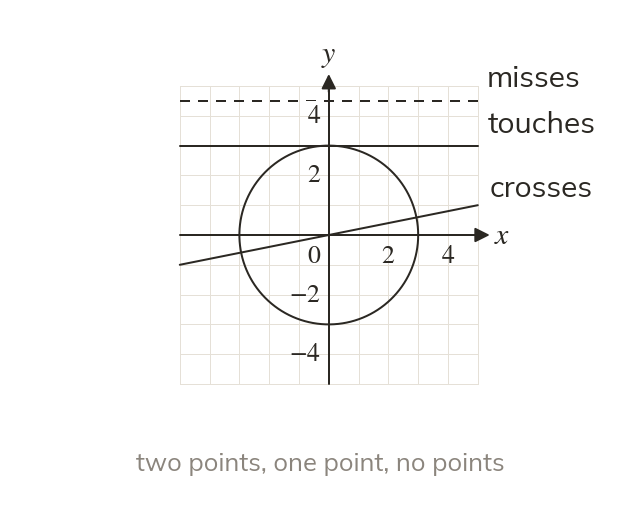 y
misses
4
touches
2
crosses
0 2 4 x
−2
−4
two points, one point, no points